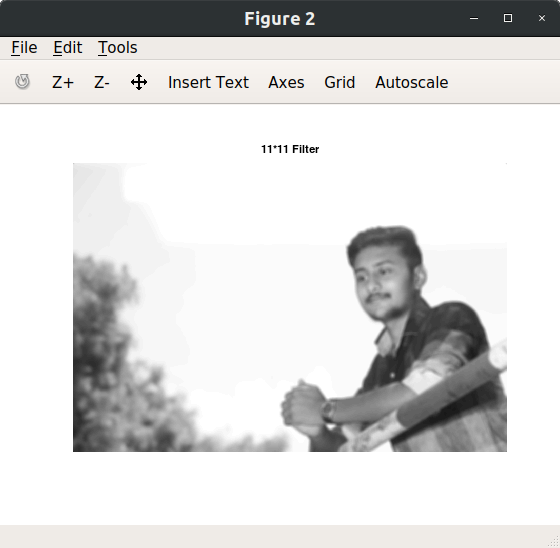 Figure 2
File Edit Tools
Z+ Z- Insert Text Axes Grid Autoscale
11*11 Filter